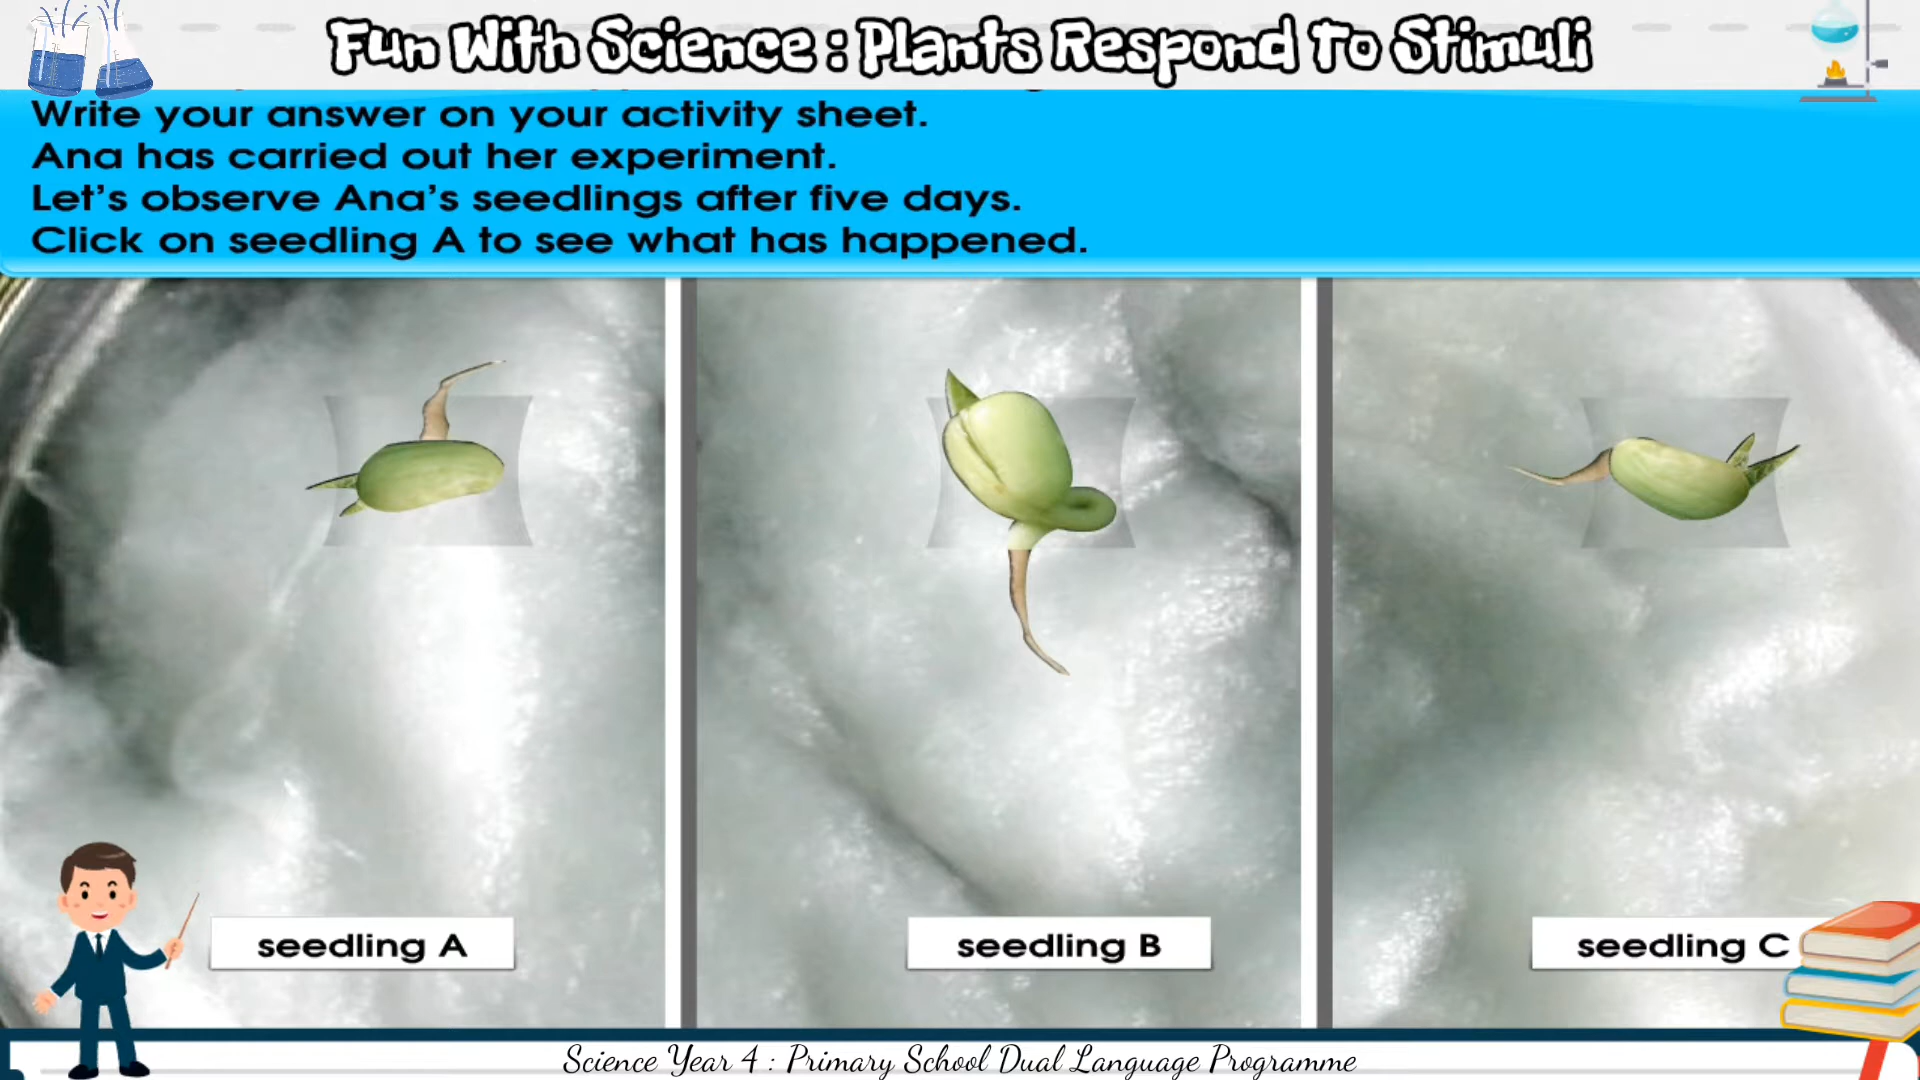 Fun With Science : Plants Respond To Stimuli
Write your answer on your activity sheet.
Ana has carried out her experiment.
Let's observe Ana's seedlings after five days.
Click on seedling A to see what has happened.
seedling A
seedling B
seedling C
Science Year 4 : Primary School Dual Language Programme